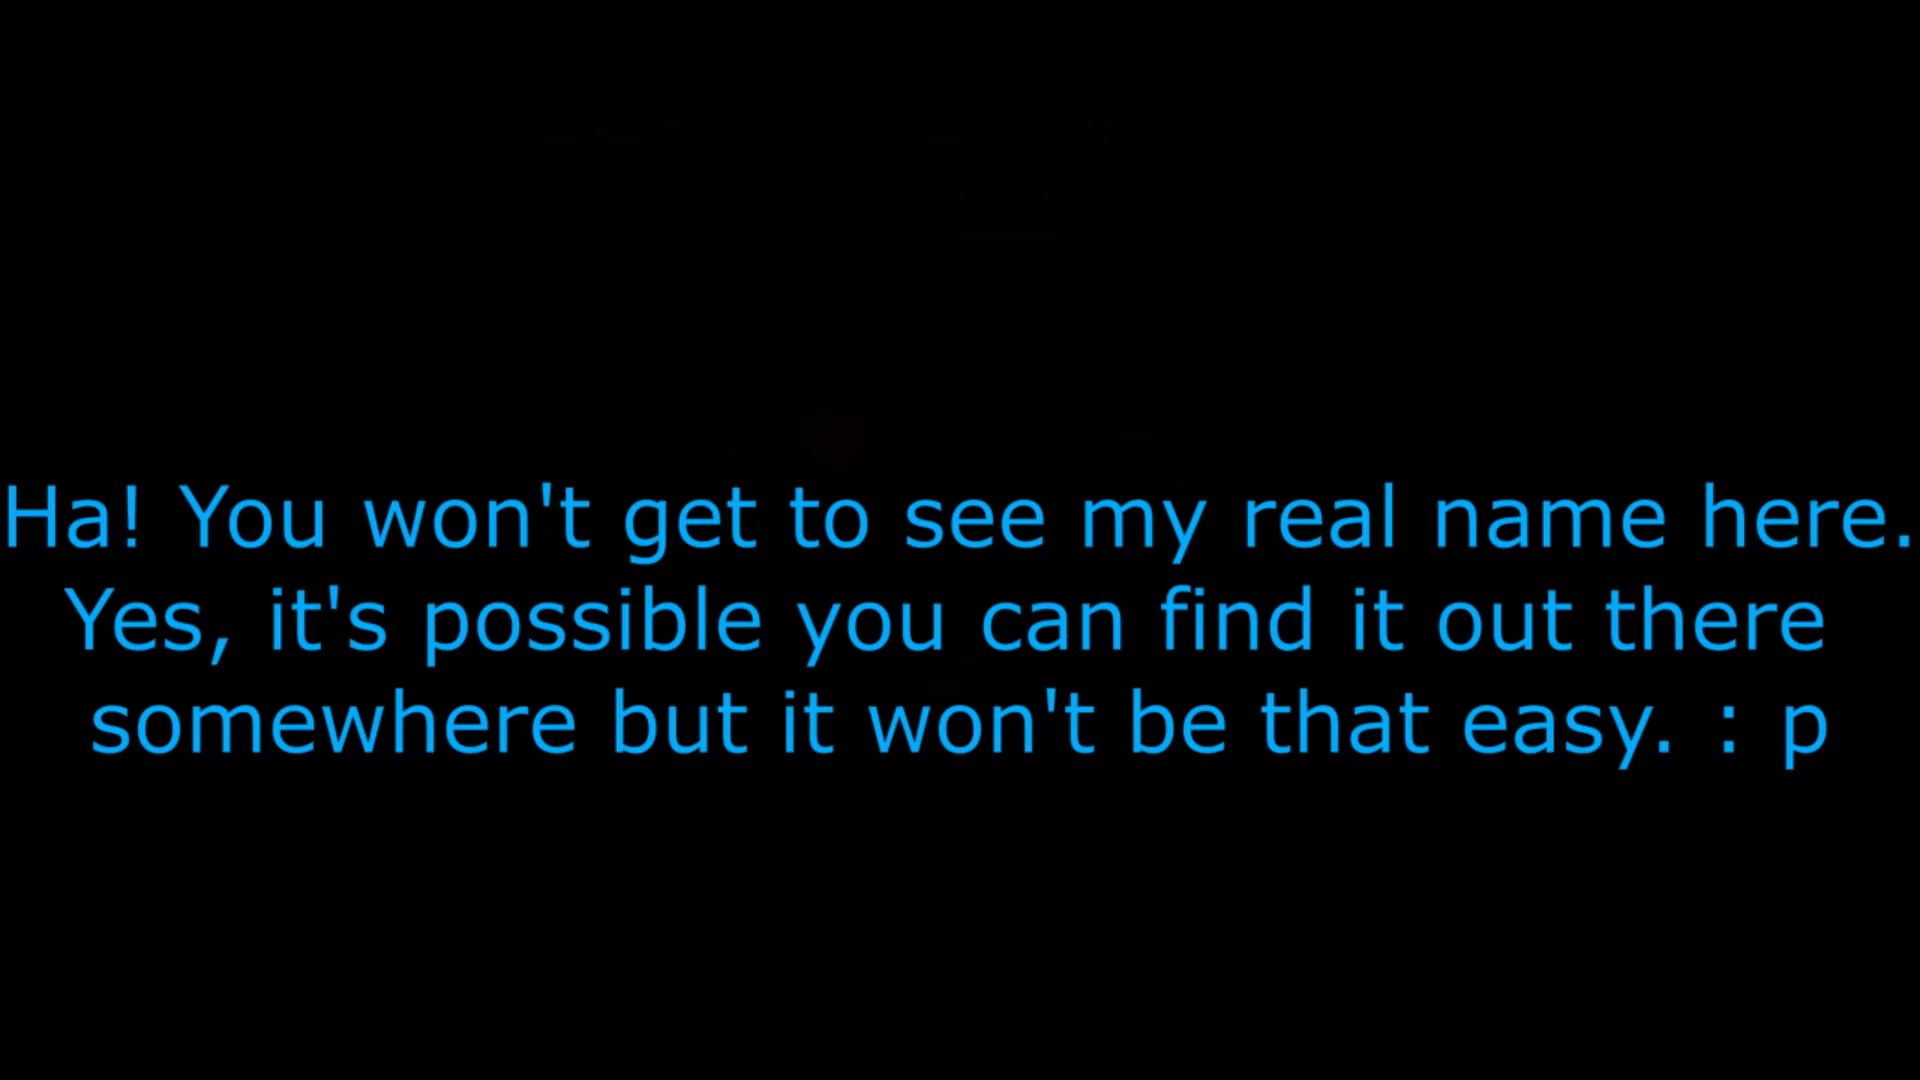 Ha! You won't get to see my real name here.
Yes, it's possible you can find it out there
somewhere but it won't be that easy. : p